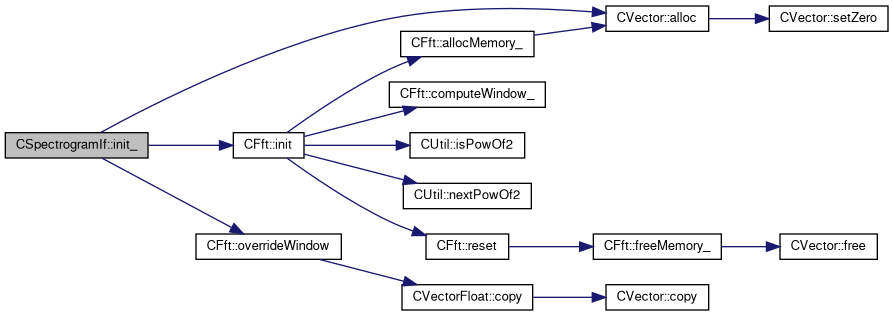 CSpectrogramIf::init_
CVector::alloc
CVector::setZero
CFft::init
CFft::allocMemory_
CFft::computeWindow_
CUtil::isPowOf2
CUtil::nextPowOf2
CFft::reset
CFft::freeMemory_
CVector::free
CFft::overrideWindow
CVectorFloat::copy
CVector::copy